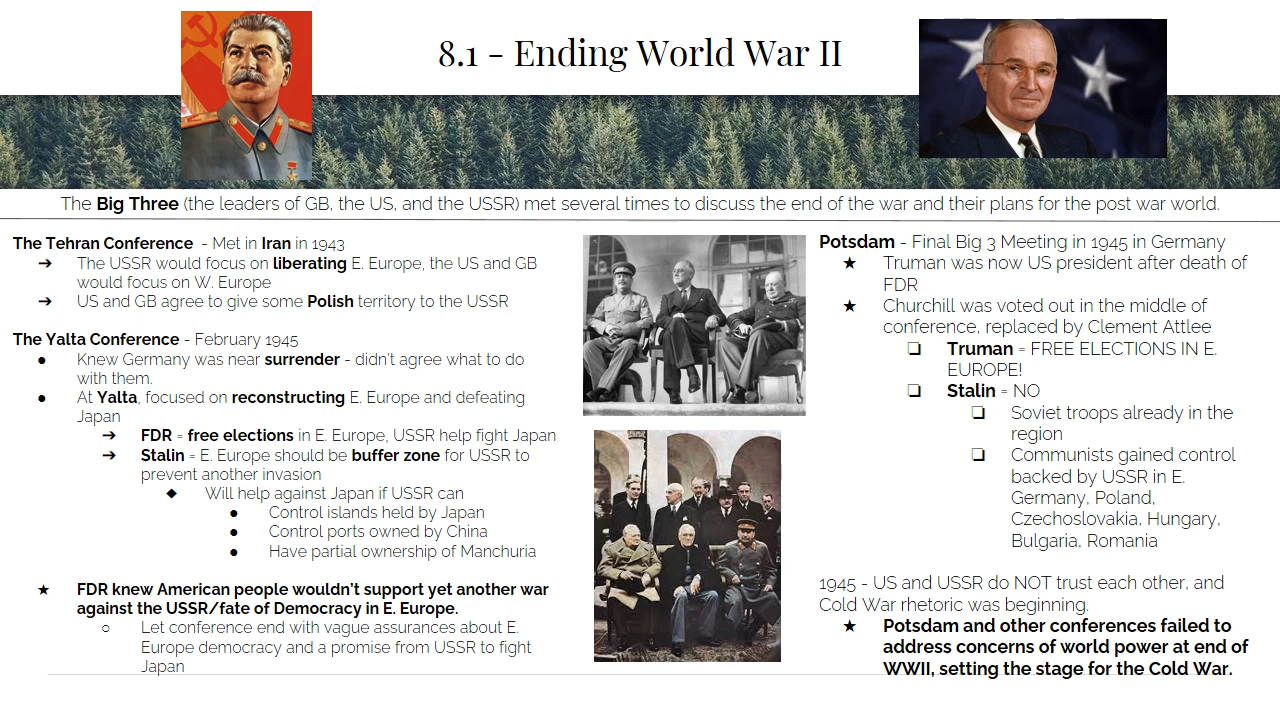 8.1 - Ending World War II
The Big Three (the leaders of GB, the US, and the USSR) met several times to discuss the end of the war and their plans for the post war world.
The Tehran Conference - Met in Iran in 1943
➔ The USSR would focus on liberating E. Europe, the US and GB
would focus on W. Europe
➔ US and GB agree to give some Polish territory to the USSR
The Yalta Conference - February 1945
● Knew Germany was near surrender - didn't agree what to do
with them.
● At Yalta, focused on reconstructing E. Europe and defeating
Japan
➔ FDR = free elections in E. Europe, USSR help fight Japan
➔ Stalin = E. Europe should be buffer zone for USSR to
prevent another invasion
◆ Will help against Japan if USSR can
● Control islands held by Japan
● Control ports owned by China
● Have partial ownership of Manchuria
★ FDR knew American people wouldn't support yet another war
against the USSR/fate of Democracy in E. Europe.
○ Let conference end with vague assurances about E.
Europe democracy and a promise from USSR to fight
Japan
Potsdam - Final Big 3 Meeting in 1945 in Germany
★ Truman was now US president after death of
FDR
★ Churchill was voted out in the middle of
conference, replaced by Clement Attlee
❏ Truman = FREE ELECTIONS IN E.
EUROPE!
❏ Stalin = NO
❏ Soviet troops already in the
region
❏ Communists gained control
backed by USSR in E.
Germany, Poland,
Czechoslovakia, Hungary,
Bulgaria, Romania
1945 - US and USSR do NOT trust each other, and
Cold War rhetoric was beginning.
★ Potsdam and other conferences failed to
address concerns of world power at end of
WWII, setting the stage for the Cold War.